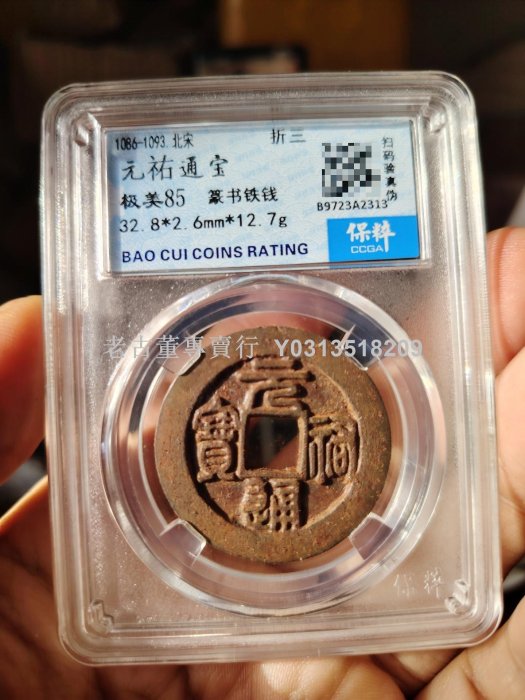 1086-1093.北宋 折三
元祐通宝
极美85 篆书铁钱
32.8*2.6mm*12.7g
BAO CUI COINS RATING
扫码验真伪
B9723A2313
保粹
CCGA
老古董專賣行 Y0313518209
元祐通寶
保粹